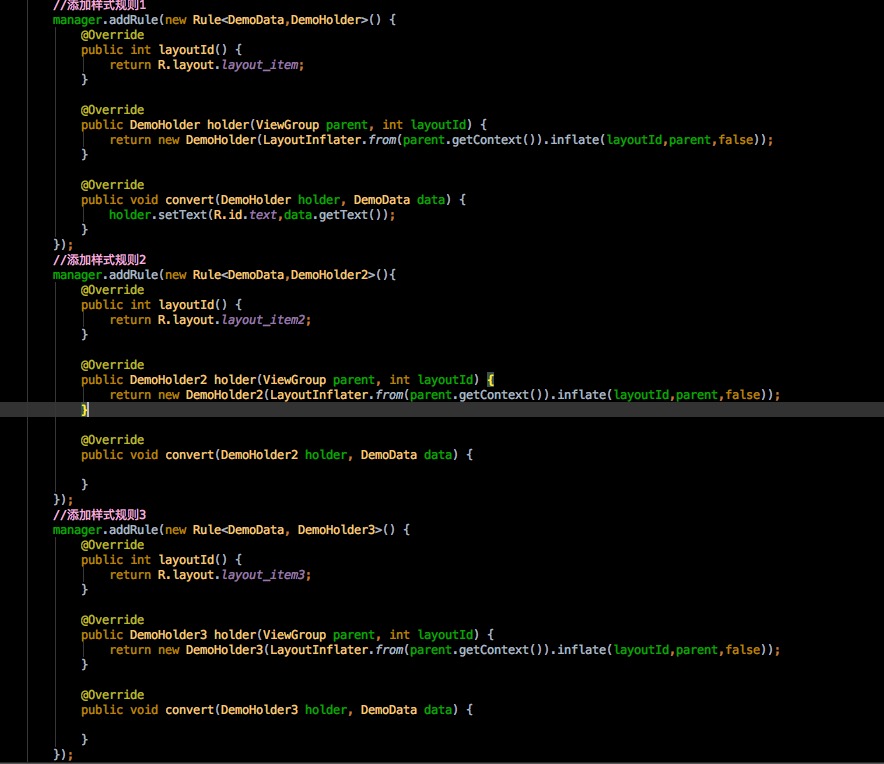 //添加样式规则1
manager.addRule(new Rule<DemoData,DemoHolder>() {
@Override
public int layoutId() {
return R.layout.layout_item;
}
@Override
public DemoHolder holder(ViewGroup parent, int layoutId) {
return new DemoHolder(LayoutInflater.from(parent.getContext()).inflate(layoutId,parent,false));
}
@Override
public void convert(DemoHolder holder, DemoData data) {
holder.setText(R.id.text,data.getText());
}
});
//添加样式规则2
manager.addRule(new Rule<DemoData,DemoHolder2>(){
@Override
public int layoutId() {
return R.layout.layout_item2;
}
@Override
public DemoHolder2 holder(ViewGroup parent, int layoutId) {
return new DemoHolder2(LayoutInflater.from(parent.getContext()).inflate(layoutId,parent,false));
}
@Override
public void convert(DemoHolder2 holder, DemoData data) {
}
});
//添加样式规则3
manager.addRule(new Rule<DemoData, DemoHolder3>() {
@Override
public int layoutId() {
return R.layout.layout_item3;
}
@Override
public DemoHolder3 holder(ViewGroup parent, int layoutId) {
return new DemoHolder3(LayoutInflater.from(parent.getContext()).inflate(layoutId,parent,false));
}
@Override
public void convert(DemoHolder3 holder, DemoData data) {
}
});